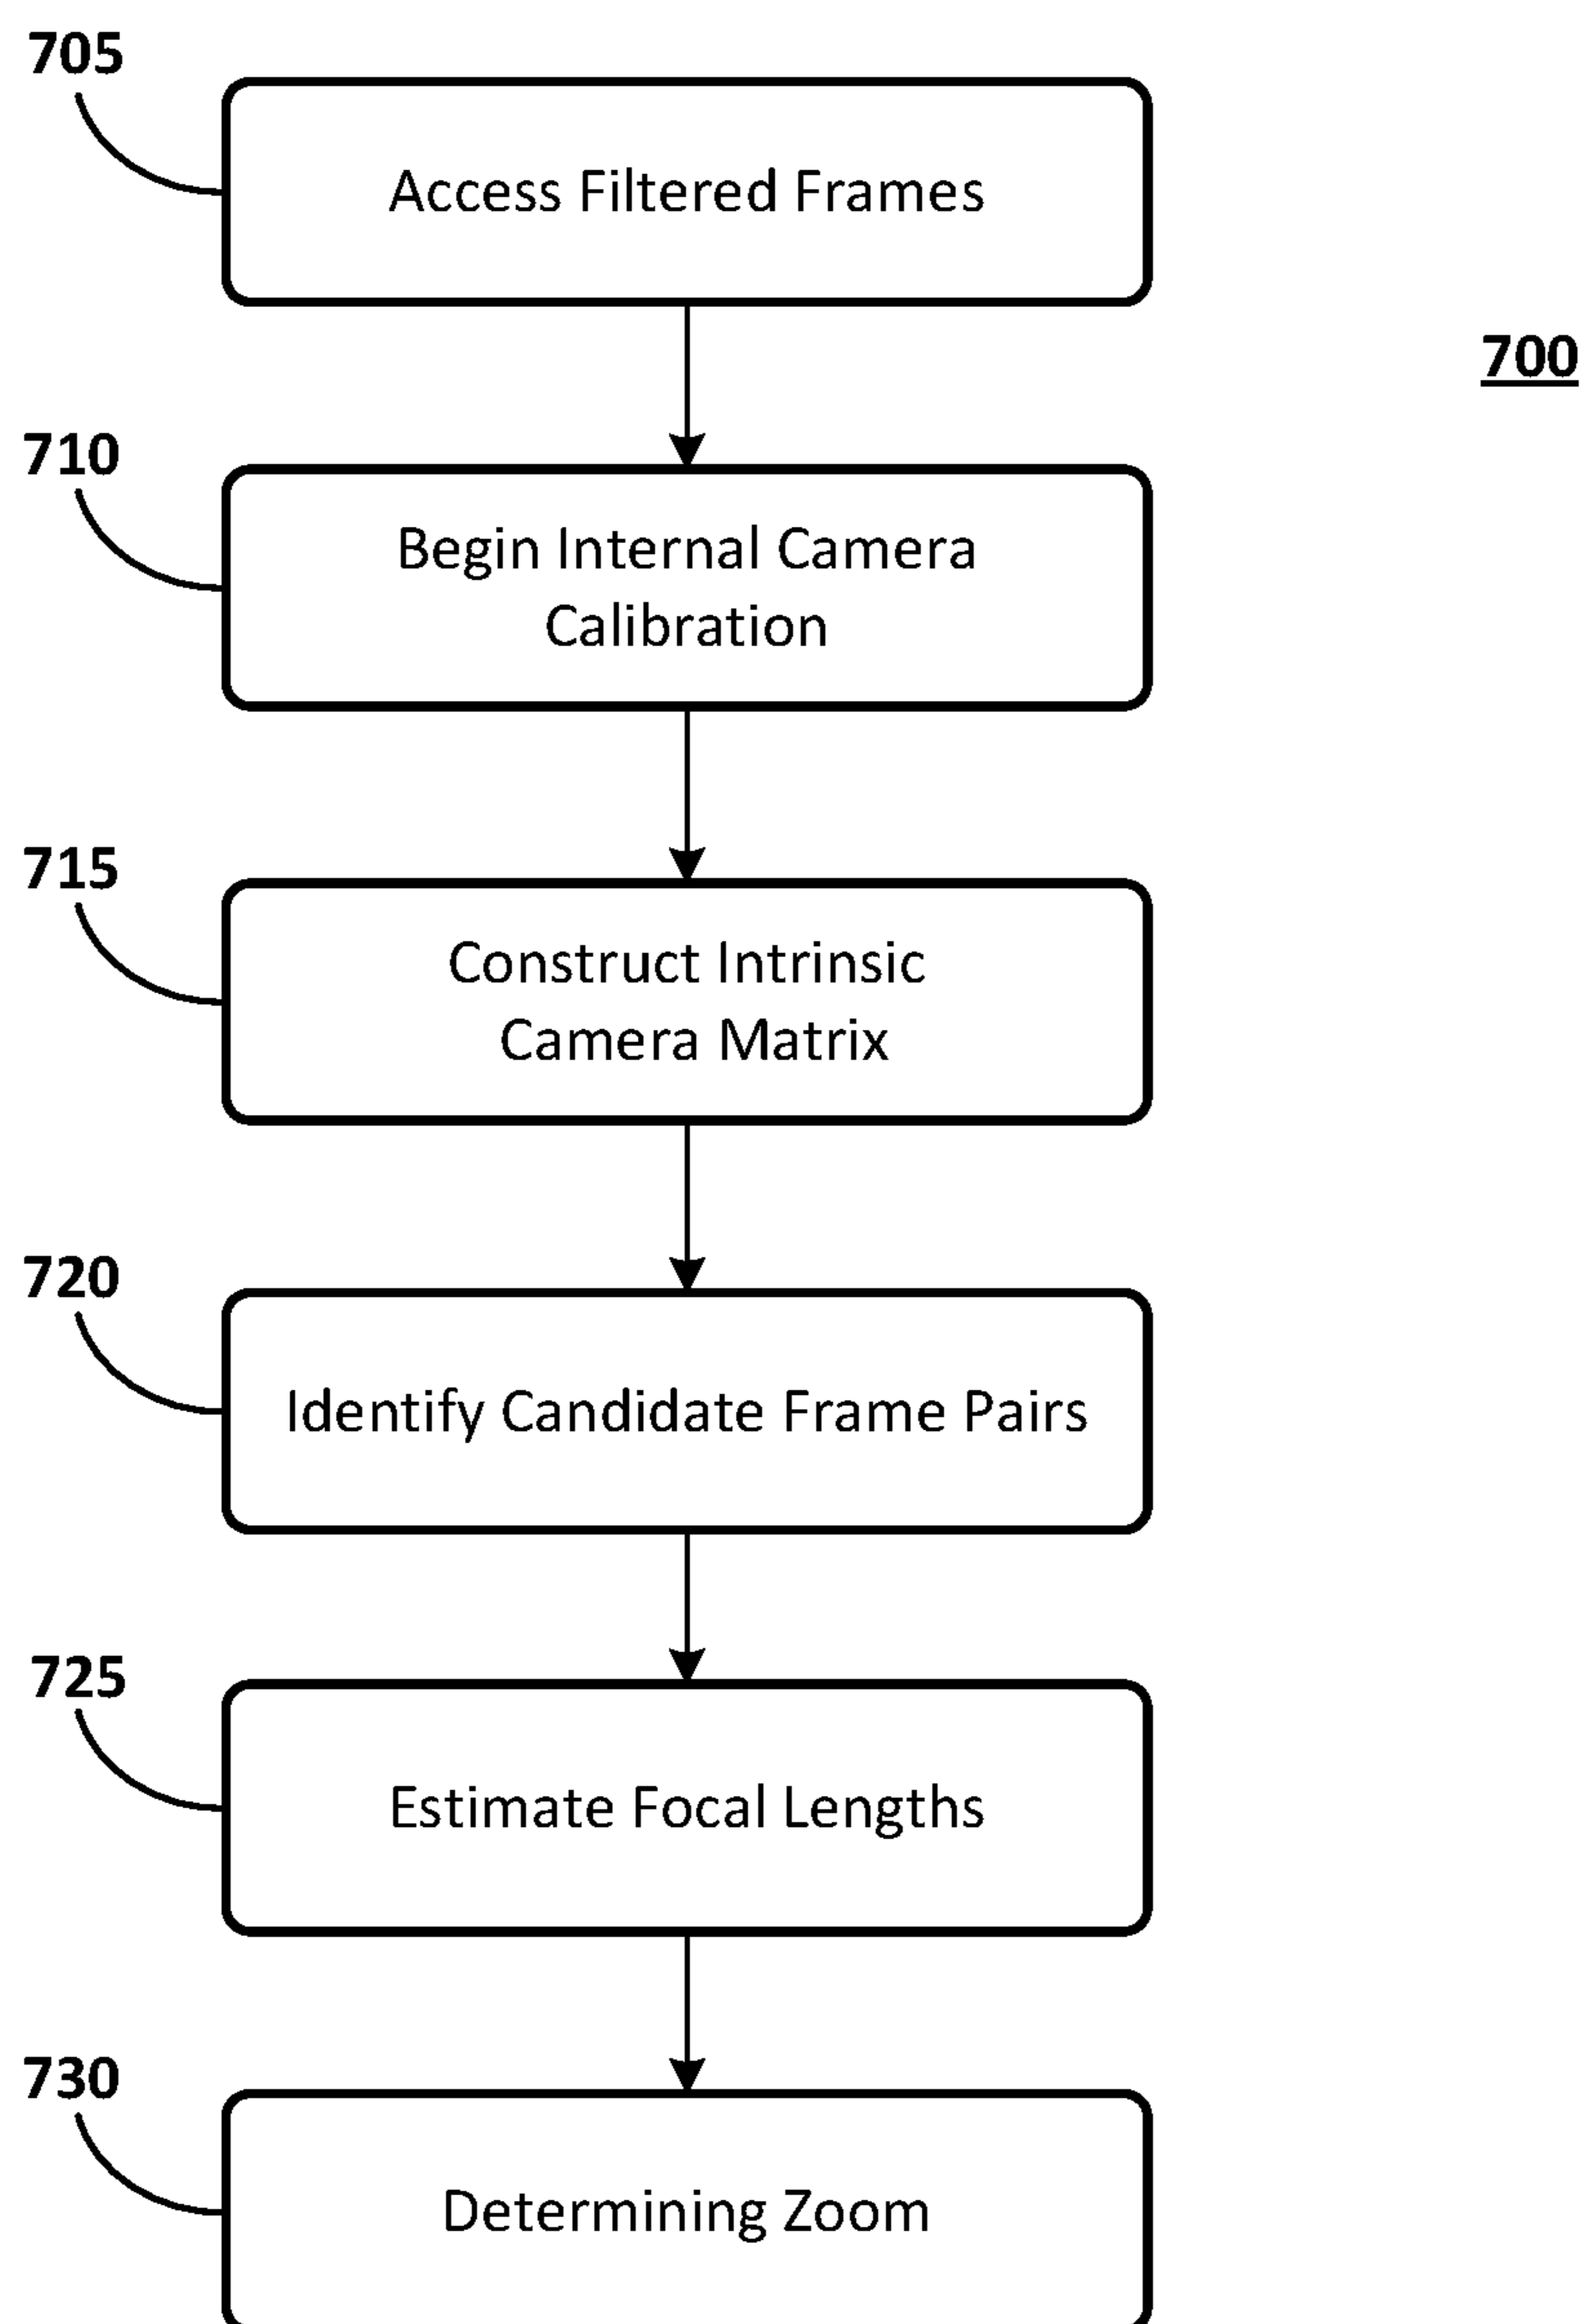 705
Access Filtered Frames
700
710
Begin Internal Camera
Calibration
715
Construct Intrinsic
Camera Matrix
720
Identify Candidate Frame Pairs
725
Estimate Focal Lengths
730
Determining Zoom